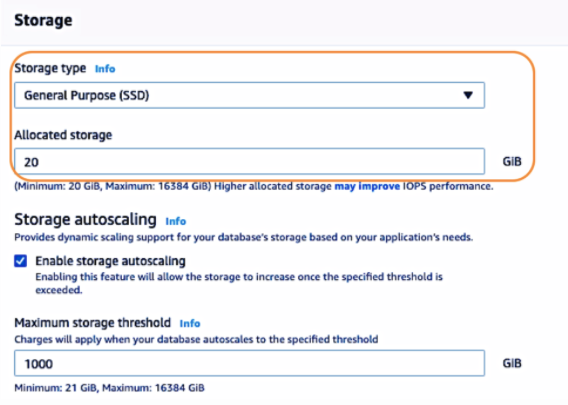 Storage
Storage type Info
General Purpose (SSD)
Allocated storage
20 GiB
(Minimum: 20 GiB, Maximum: 16384 GiB) Higher allocated storage may improve IOPS performance.
Storage autoscaling Info
Provides dynamic scaling support for your database's storage based on your application's needs.
Enable storage autoscaling
Enabling this feature will allow the storage to increase once the specified threshold is
exceeded.
Maximum storage threshold Info
Charges will apply when your database autoscales to the specified threshold
1000 GiB
Minimum: 21 GiB, Maximum: 16384 GiB